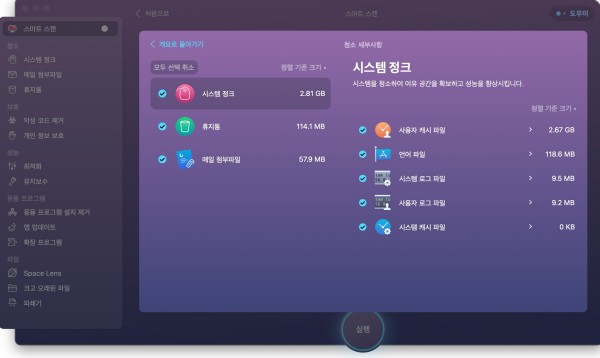 처음으로
스마트 스캔
도우미
스마트 스캔
청소
시스템 정크
메일 첨부파일
휴지통
보호
악성 코드 제거
개인 정보 보호
성능
최적화
유지보수
응용 프로그램
응용 프로그램 설치 제거
앱 업데이트
확장 프로그램
파일
Space Lens
크고 오래된 파일
파쇄기
개요로 돌아가기
모두 선택 취소
정렬 기준 크기
시스템 정크 2.81 GB
휴지통 114.1 MB
메일 첨부파일 57.9 MB
청소 세부사항
시스템 정크
시스템을 청소하여 여유 공간을 확보하고 성능을 향상시킵니다.
정렬 기준 크기
사용자 캐시 파일 2.67 GB
언어 파일 118.6 MB
시스템 로그 파일 9.5 MB
사용자 로그 파일 9.2 MB
시스템 캐시 파일 0 KB
실행